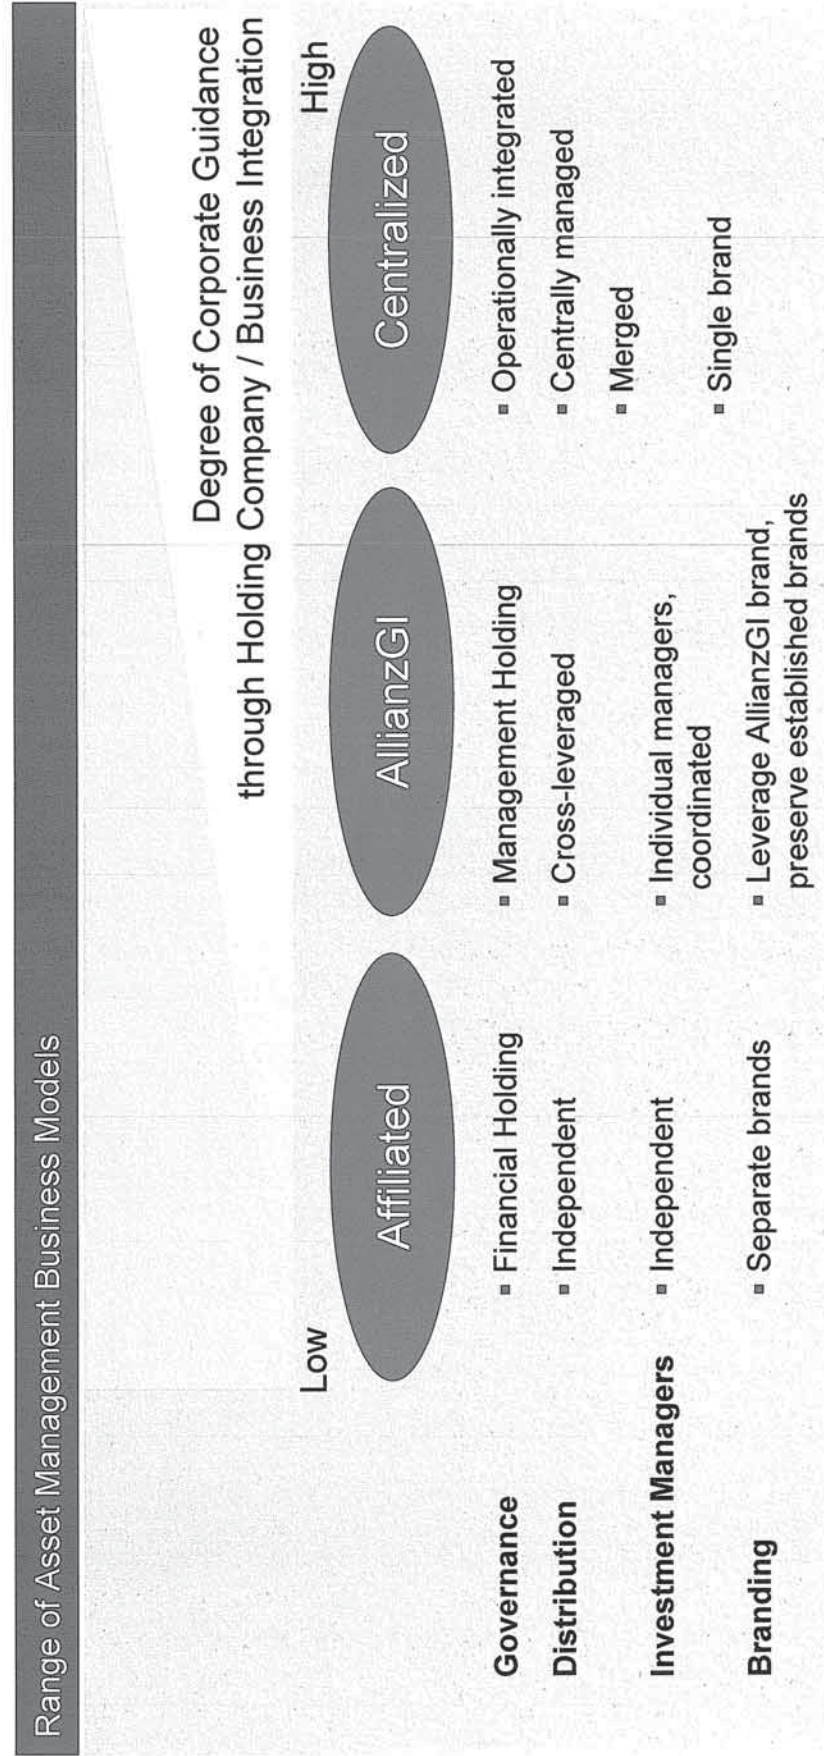 Range of Asset Management Business Models
Degree of Corporate Guidance
through Holding Company / Business Integration
Low
High
Affiliated
AllianzGI
Centralized
Governance
▪ Financial Holding
▪ Management Holding
▪ Operationally integrated
Distribution
▪ Independent
▪ Cross-leveraged
▪ Centrally managed
Investment Managers
▪ Independent
▪ Individual managers,
coordinated
▪ Merged
Branding
▪ Separate brands
▪ Leverage AllianzGI brand,
preserve established brands
▪ Single brand